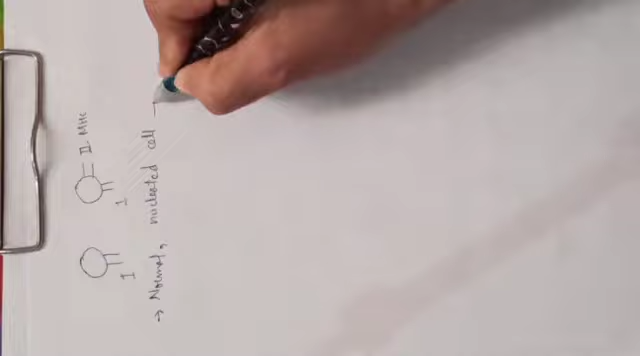 I
I
II MHC
→ Normal, nucleated cell —